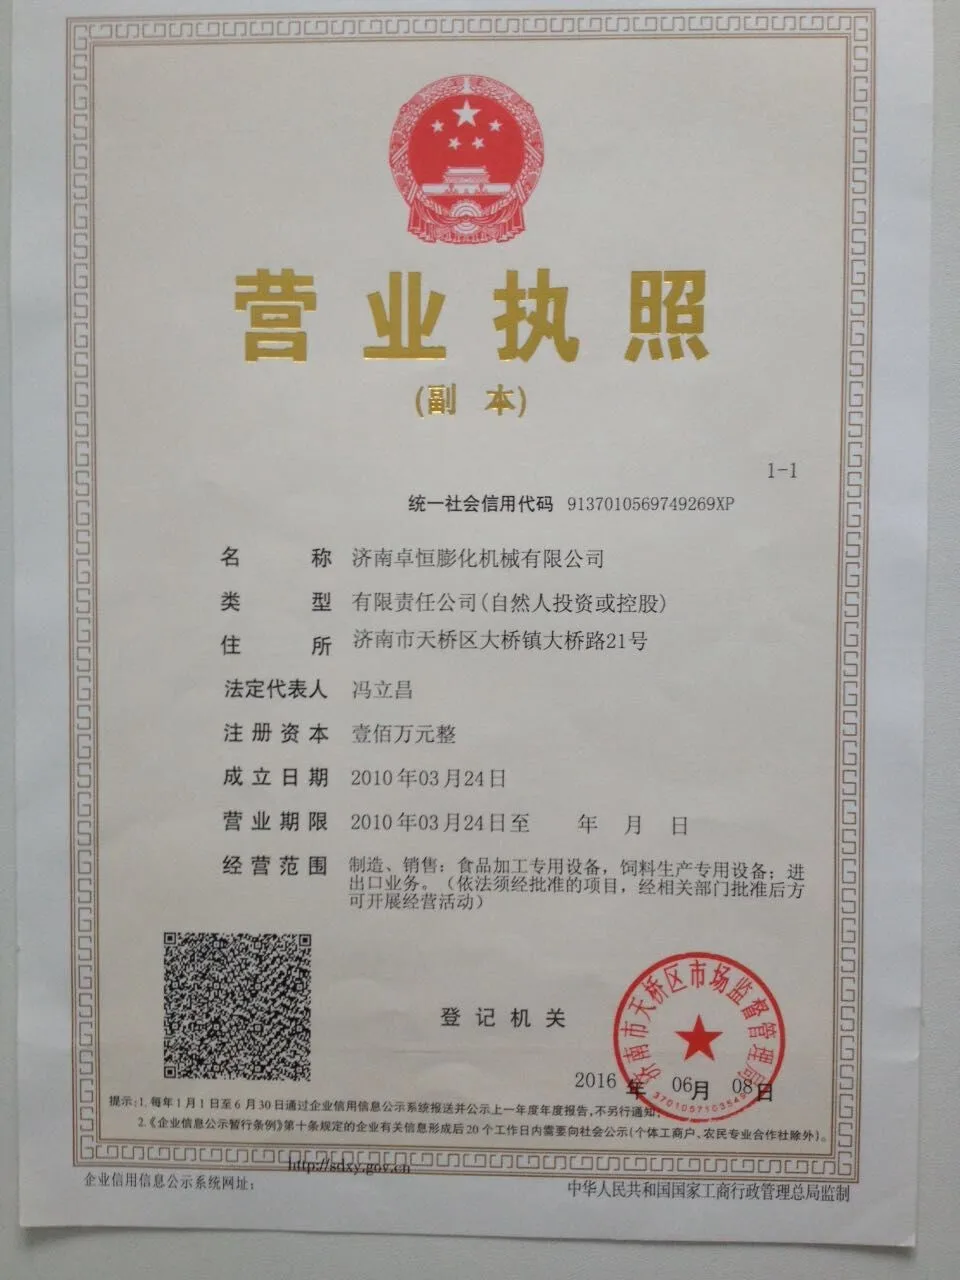 营业执照
(副 本)
1-1
统一社会信用代码 9137010569749269XP
名 称 济南卓恒膨化机械有限公司
类 型 有限责任公司(自然人投资或控股)
住 所 济南市天桥区大桥镇大桥路21号
法定代表人 冯立昌
注册资本 壹佰万元整
成立日期 2010年03月24日
营业期限 2010年03月24日至 年 月 日
经营范围 制造、销售：食品加工专用设备，饲料生产专用设备；进
出口业务。（依法须经批准的项目，经相关部门批准后方
可开展经营活动）
登记机关
济南市天桥区市场监督管理局
2016年06月08日
提示:1.每年1月1日至6月30日通过企业信用信息公示系统报送并公示上一年度年度报告,不另行通知;
2.《企业信息公示暂行条例》第十条规定的企业有关信息形成后20个工作日内需要向社会公示(个体工商户、农民专业合作社除外)。
http://sdxy.gov.cn
企业信用信息公示系统网址:
中华人民共和国国家工商行政管理总局监制